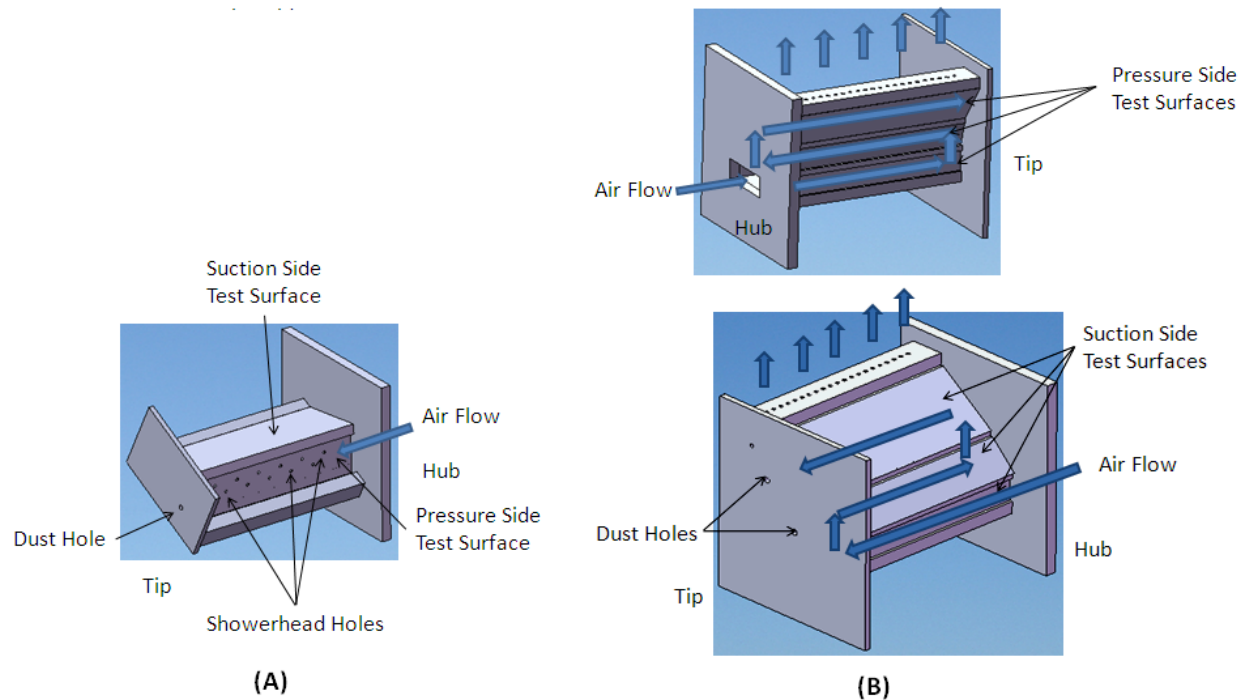 Suction Side
Test Surface
Air Flow
Hub
Dust Hole
Pressure Side
Test Surface
Tip
Showerhead Holes
(A)
Pressure Side
Test Surfaces
Tip
Air Flow
Hub
Suction Side
Test Surfaces
Air Flow
Dust Holes
Hub
Tip
(B)